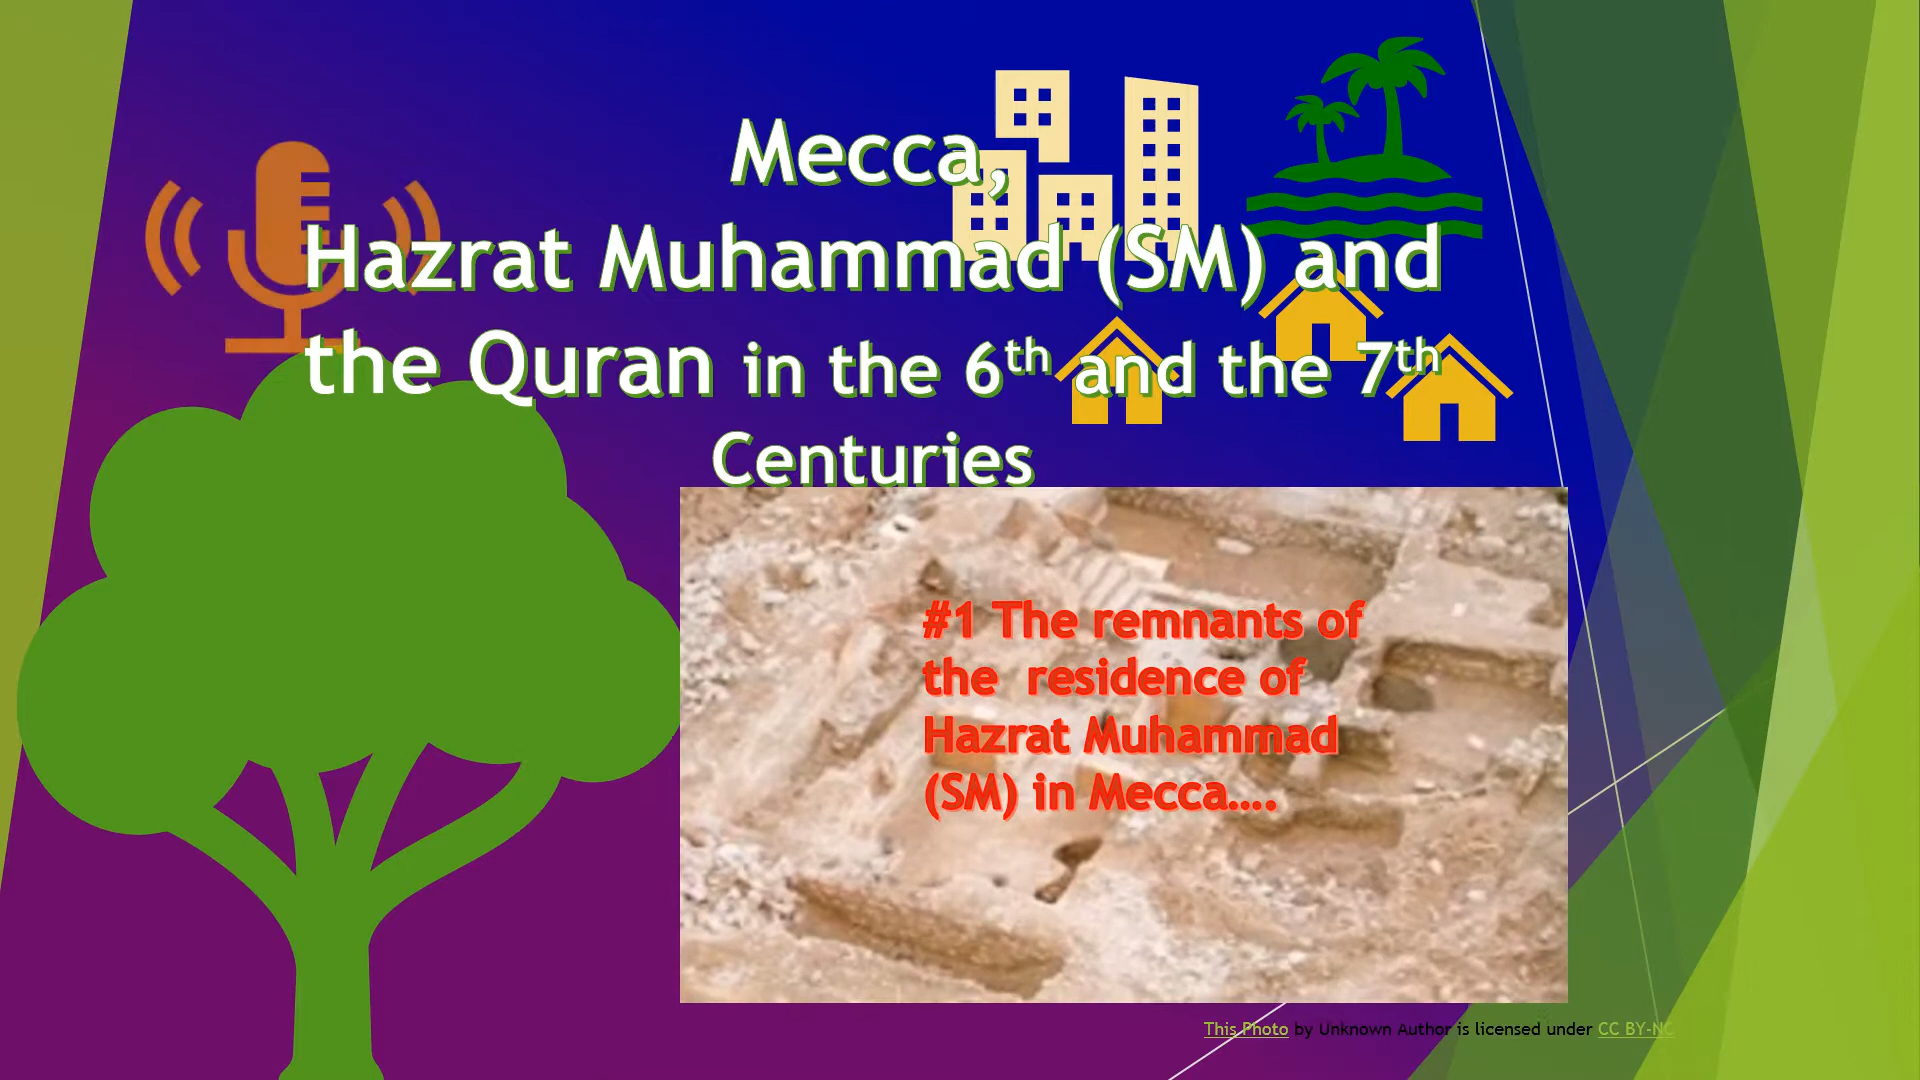 Mecca,
Hazrat Muhammad (SM) and
the Quran in the 6th and the 7th
Centuries
#1 The remnants of
the residence of
Hazrat Muhammad
(SM) in Mecca....
This Photo by Unknown Author is licensed under CC BY-NC